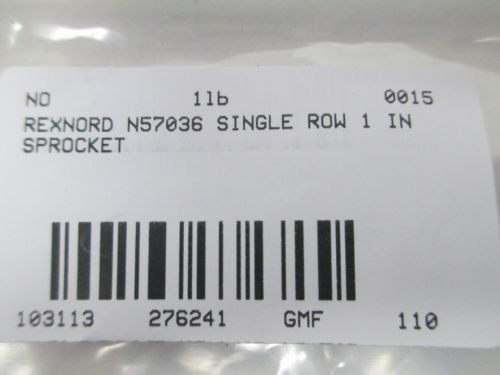 NO 1lb 0015
REXNORD N57036 SINGLE ROW 1 IN
SPROCKET
103113 276241 GMF 110